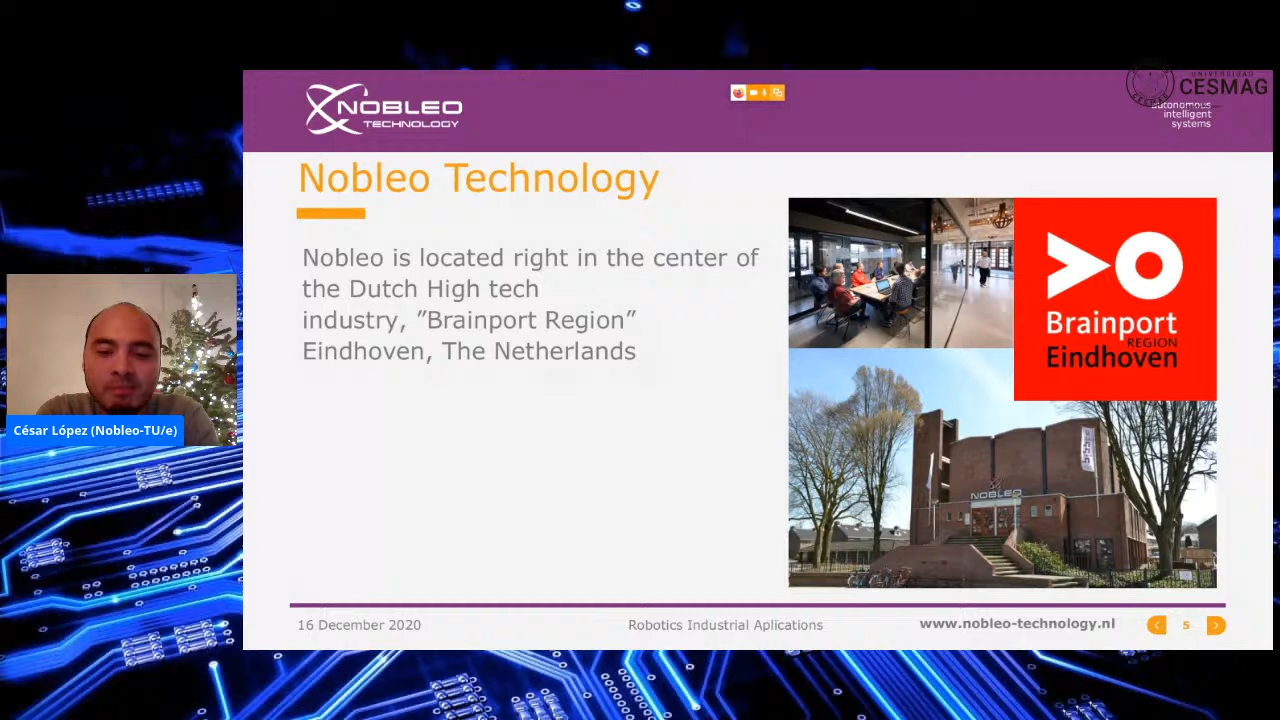 NOBLEO
TECHNOLOGY
UNIVERSIDAD
CESMAG
autonomous
intelligent
systems
Nobleo Technology
Nobleo is located right in the center of
the Dutch High tech
industry, ”Brainport Region”
Eindhoven, The Netherlands
Brainport
REGION
Eindhoven
NOBLEO
César López (Nobleo-TU/e)
16 December 2020
Robotics Industrial Aplications
www.nobleo-technology.nl
5